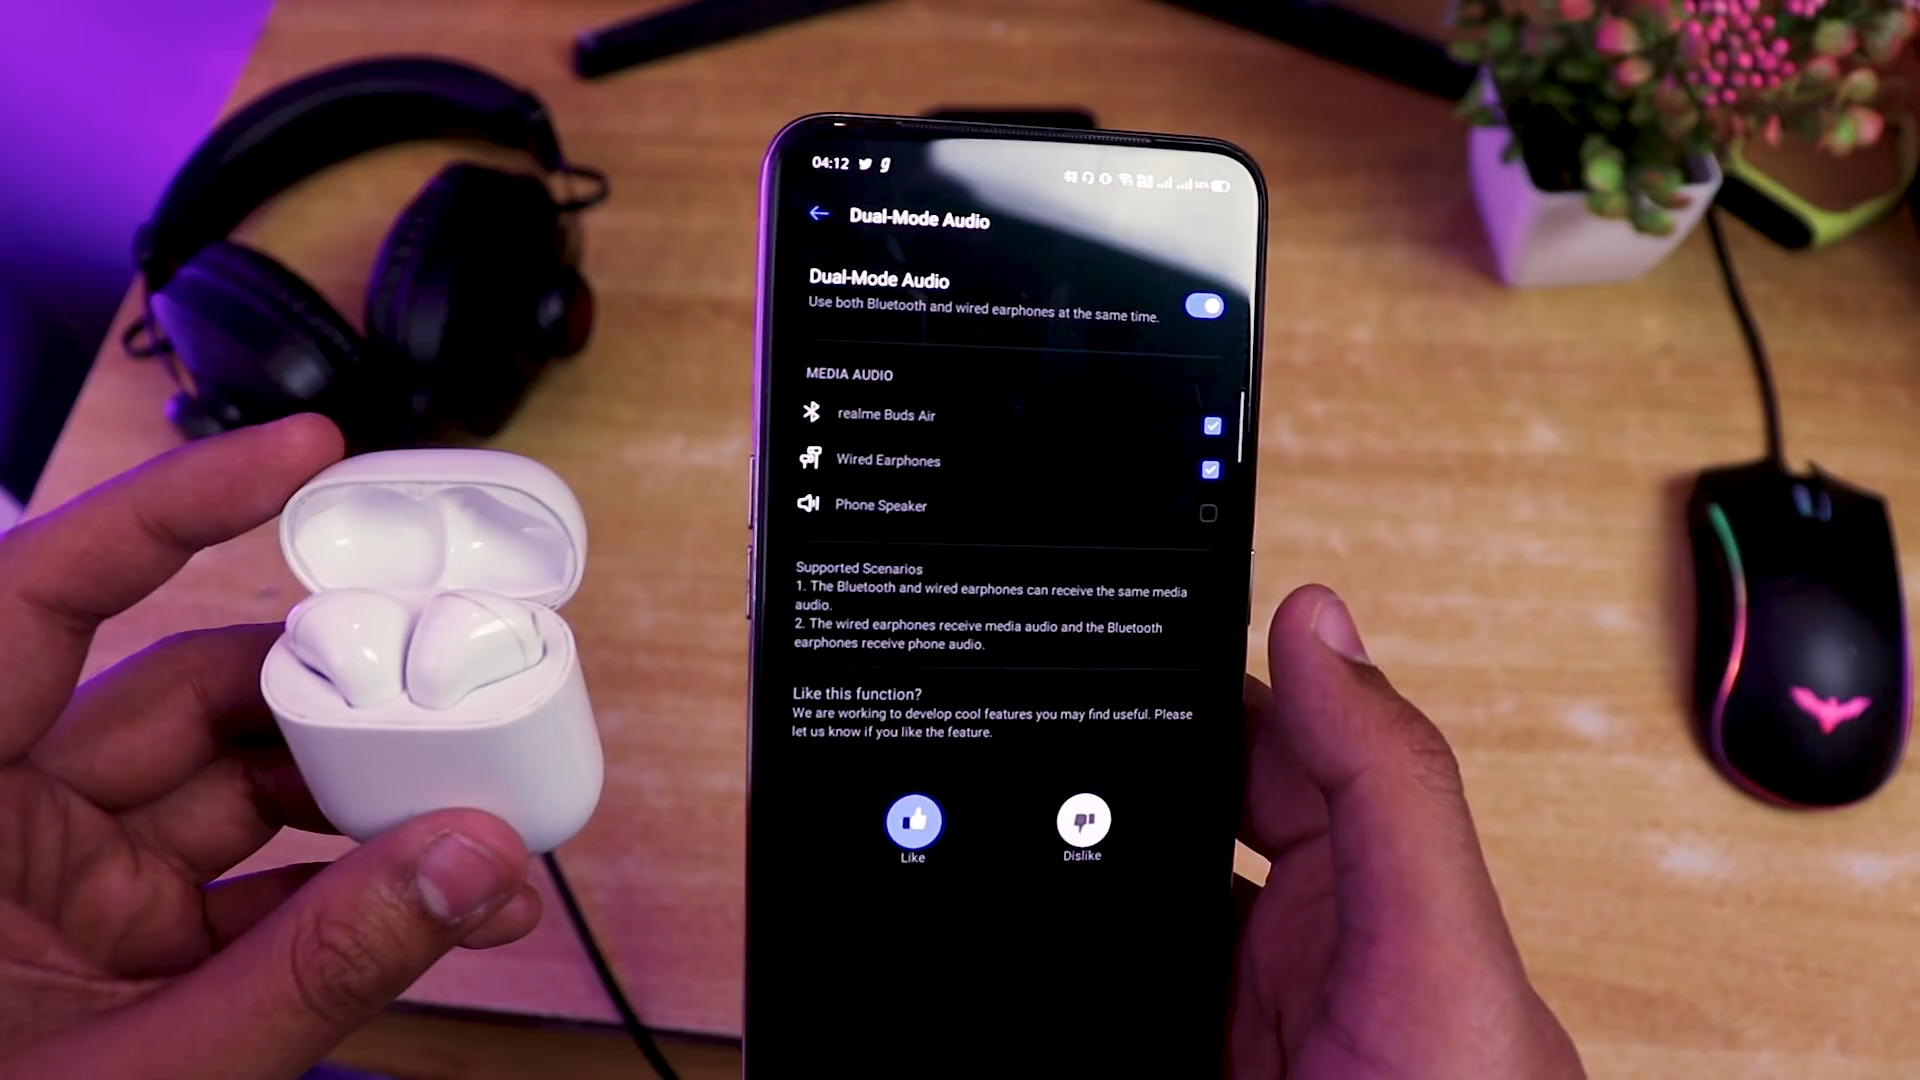 04:12
Dual-Mode Audio
Dual-Mode Audio
Use both Bluetooth and wired earphones at the same time.
MEDIA AUDIO
realme Buds Air
Wired Earphones
Phone Speaker
Supported Scenarios
1. The Bluetooth and wired earphones can receive the same media
audio.
2. The wired earphones receive media audio and the Bluetooth
earphones receive phone audio.
Like this function?
We are working to develop cool features you may find useful. Please
let us know if you like the feature.
Like
Dislike